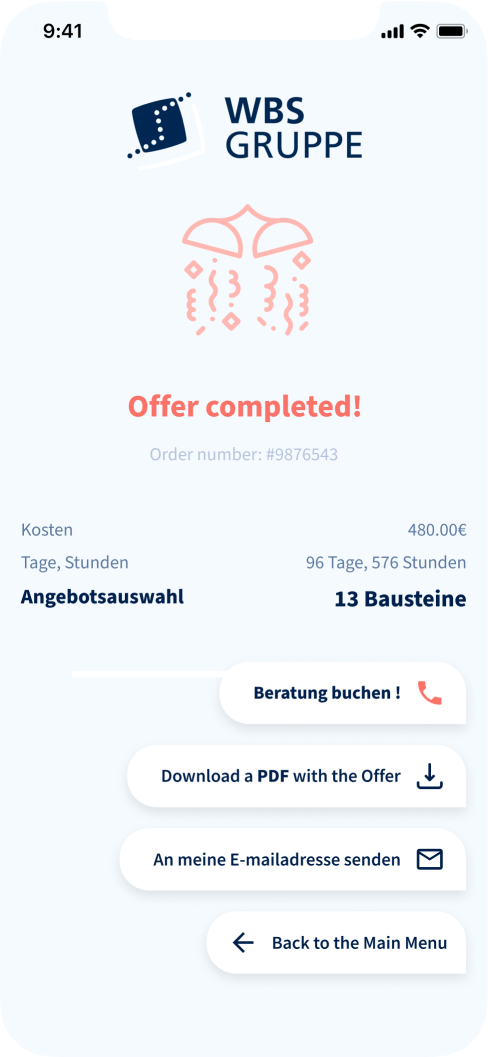 9:41
WBS
GRUPPE
Offer completed!
Order number: #9876543
Kosten 480.00€
Tage, Stunden 96 Tage, 576 Stunden
Angebotsauswahl 13 Bausteine
Beratung buchen !
Download a PDF with the Offer
An meine E-mailadresse senden
Back to the Main Menu